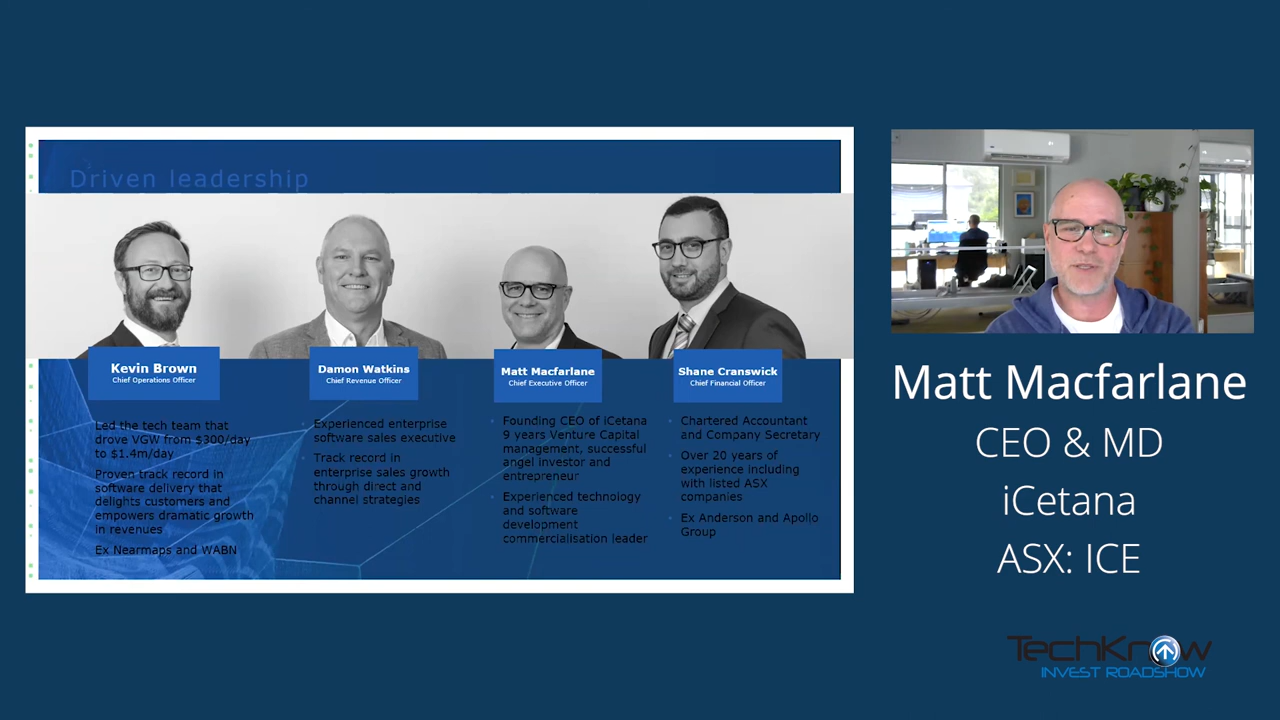 Driven leadership
Kevin Brown
Chief Operations Officer
Led the tech team that
drove VGW from $300/day
to $1.4m/day
Proven track record in
software delivery that
delights customers and
empowers dramatic growth
in revenues
Ex Nearmaps and WABN
Damon Watkins
Chief Revenue Officer
Experienced enterprise
software sales executive
Track record in
enterprise sales growth
through direct and
channel strategies
Matt Macfarlane
Chief Executive Officer
Founding CEO of iCetana
9 years Venture Capital
management, successful
angel investor and
entrepreneur
Experienced technology
and software
development
commercialisation leader
Shane Cranswick
Chief Financial Officer
Chartered Accountant
and Company Secretary
Over 20 years of
experience including
with listed ASX
companies
Ex Anderson and Apollo
Group
Matt Macfarlane
CEO & MD
iCetana
ASX: ICE
TechKnow
INVEST ROADSHOW